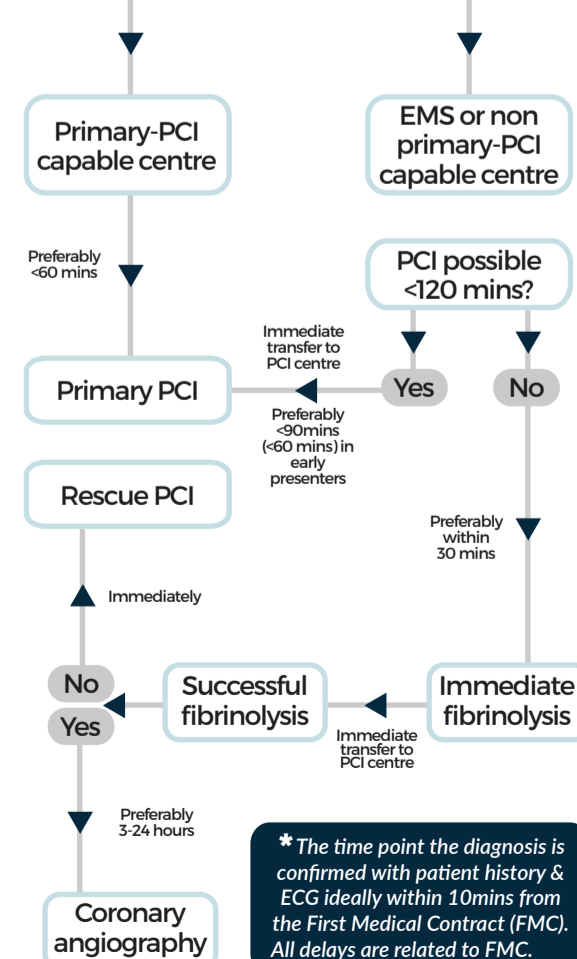 Primary-PCI
capable centre
EMS or non
primary-PCI
capable centre
Preferably
<60 mins
PCI possible
<120 mins?
Immediate
transfer to
PCI centre
Primary PCI
Yes
No
Preferably
<90mins
(<60 mins) in
early
presenters
Rescue PCI
Preferably
within
30 mins
Immediately
No
Yes
Successful
fibrinolysis
Immediate
fibrinolysis
Immediate
transfer to
PCI centre
Preferably
3-24 hours
* The time point the diagnosis is
confirmed with patient history &
ECG ideally within 10mins from
the First Medical Contract (FMC).
All delays are related to FMC.
Coronary
angiography